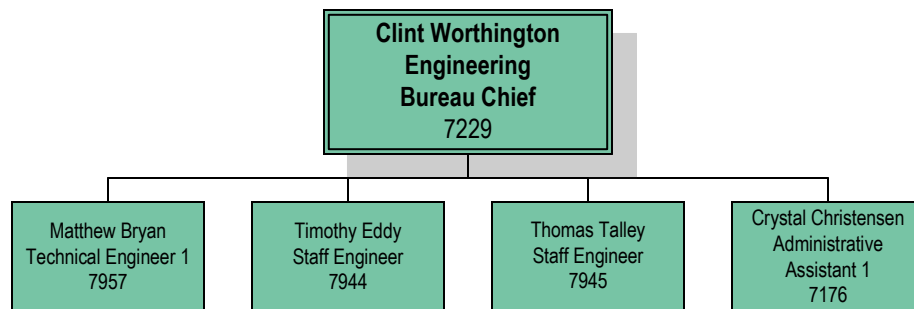 Clint Worthington
Engineering
Bureau Chief
7229
Matthew Bryan
Technical Engineer 1
7957
Timothy Eddy
Staff Engineer
7944
Thomas Talley
Staff Engineer
7945
Crystal Christensen
Administrative
Assistant 1
7176